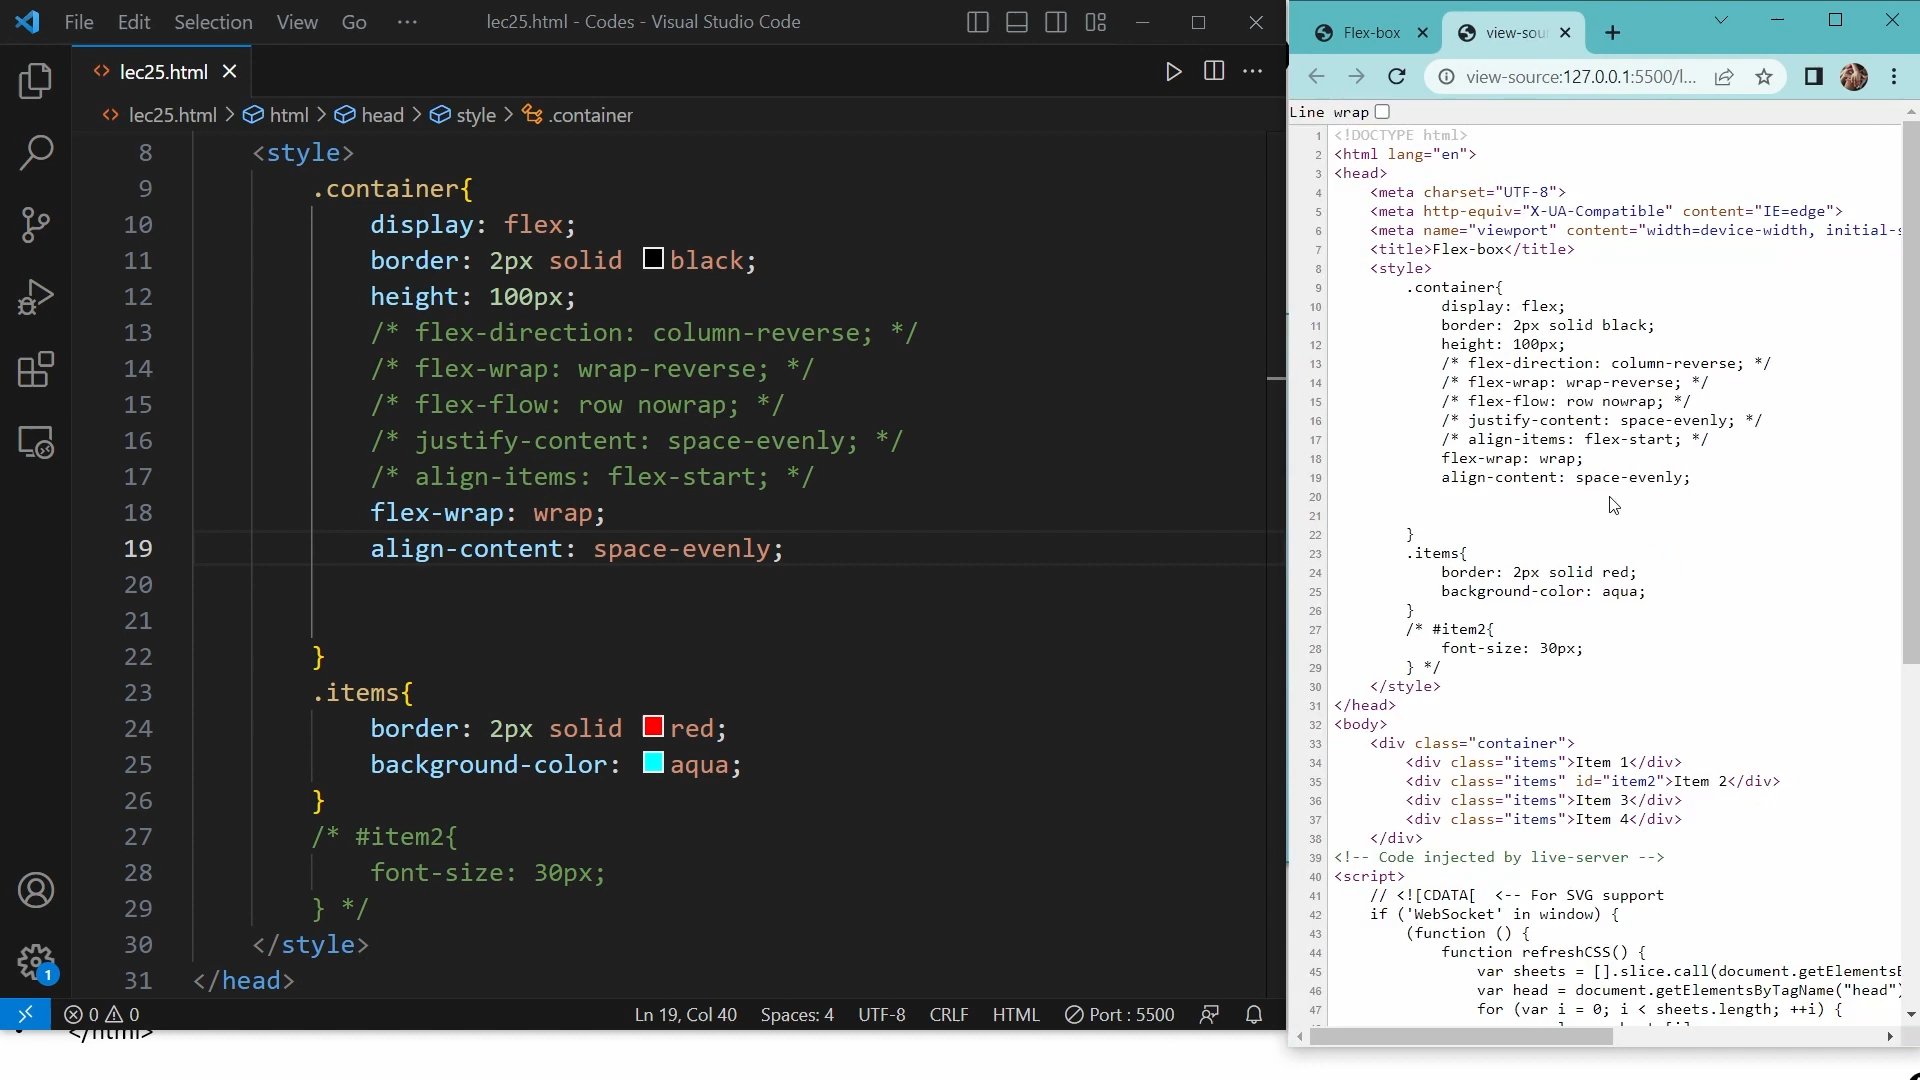 File Edit Selection View Go ··· lec25.html - Codes - Visual Studio Code
<> lec25.html ×
<> lec25.html > html > head > style > .container
8 <style>
9 .container{
10 display: flex;
11 border: 2px solid black;
12 height: 100px;
13 /* flex-direction: column-reverse; */
14 /* flex-wrap: wrap-reverse; */
15 /* flex-flow: row nowrap; */
16 /* justify-content: space-evenly; */
17 /* align-items: flex-start; */
18 flex-wrap: wrap;
19 align-content: space-evenly;
20
21
22 }
23 .items{
24 border: 2px solid red;
25 background-color: aqua;
26 }
27 /* #item2{
28 font-size: 30px;
29 } */
30 </style>
31 </head>
1
0 0 Ln 19, Col 40 Spaces: 4 UTF-8 CRLF HTML Port : 5500
</html>
Flex-box × view-sou ×
view-source:127.0.0.1:5500/l...
Line wrap
1 <!DOCTYPE html>
2 <html lang="en">
3 <head>
4 <meta charset="UTF-8">
5 <meta http-equiv="X-UA-Compatible" content="IE=edge">
6 <meta name="viewport" content="width=device-width, initial-s
7 <title>Flex-box</title>
8 <style>
9 .container{
10 display: flex;
11 border: 2px solid black;
12 height: 100px;
13 /* flex-direction: column-reverse; */
14 /* flex-wrap: wrap-reverse; */
15 /* flex-flow: row nowrap; */
16 /* justify-content: space-evenly; */
17 /* align-items: flex-start; */
18 flex-wrap: wrap;
19 align-content: space-evenly;
20
21
22 }
23 .items{
24 border: 2px solid red;
25 background-color: aqua;
26 }
27 /* #item2{
28 font-size: 30px;
29 } */
30 </style>
31 </head>
32 <body>
33 <div class="container">
34 <div class="items">Item 1</div>
35 <div class="items" id="item2">Item 2</div>
36 <div class="items">Item 3</div>
37 <div class="items">Item 4</div>
38 </div>
39 <!-- Code injected by live-server -->
40 <script>
41 // <![CDATA[ <-- For SVG support
42 if ('WebSocket' in window) {
43 (function () {
44 function refreshCSS() {
45 var sheets = [].slice.call(document.getElementsB
46 var head = document.getElementsByTagName("head")
47 for (var i = 0; i < sheets.length; ++i) {